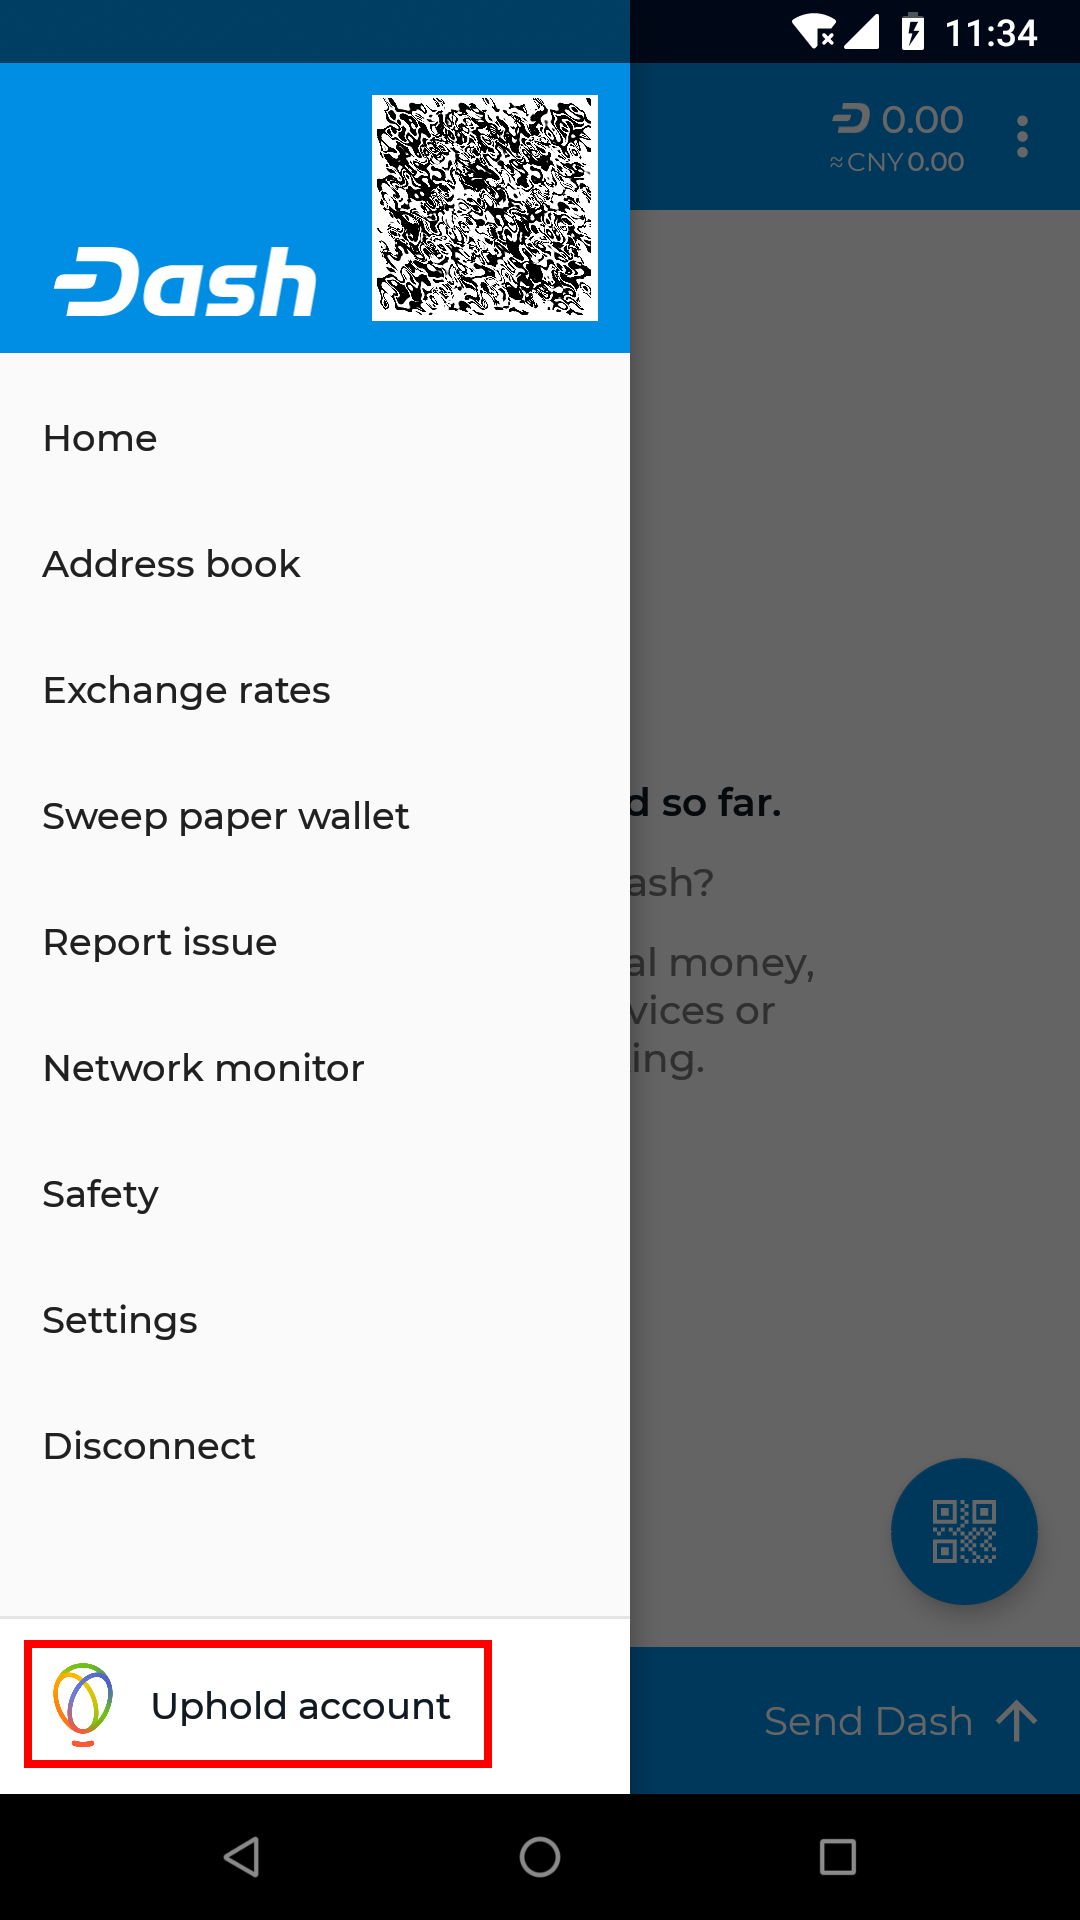 11:34
0.00
≈ CNY 0.00
Dash
Home
Address book
Exchange rates
Sweep paper wallet
Report issue
Network monitor
Safety
Settings
Disconnect
Uphold account
d so far.
ash?
al money,
vices or
ing.
Send Dash